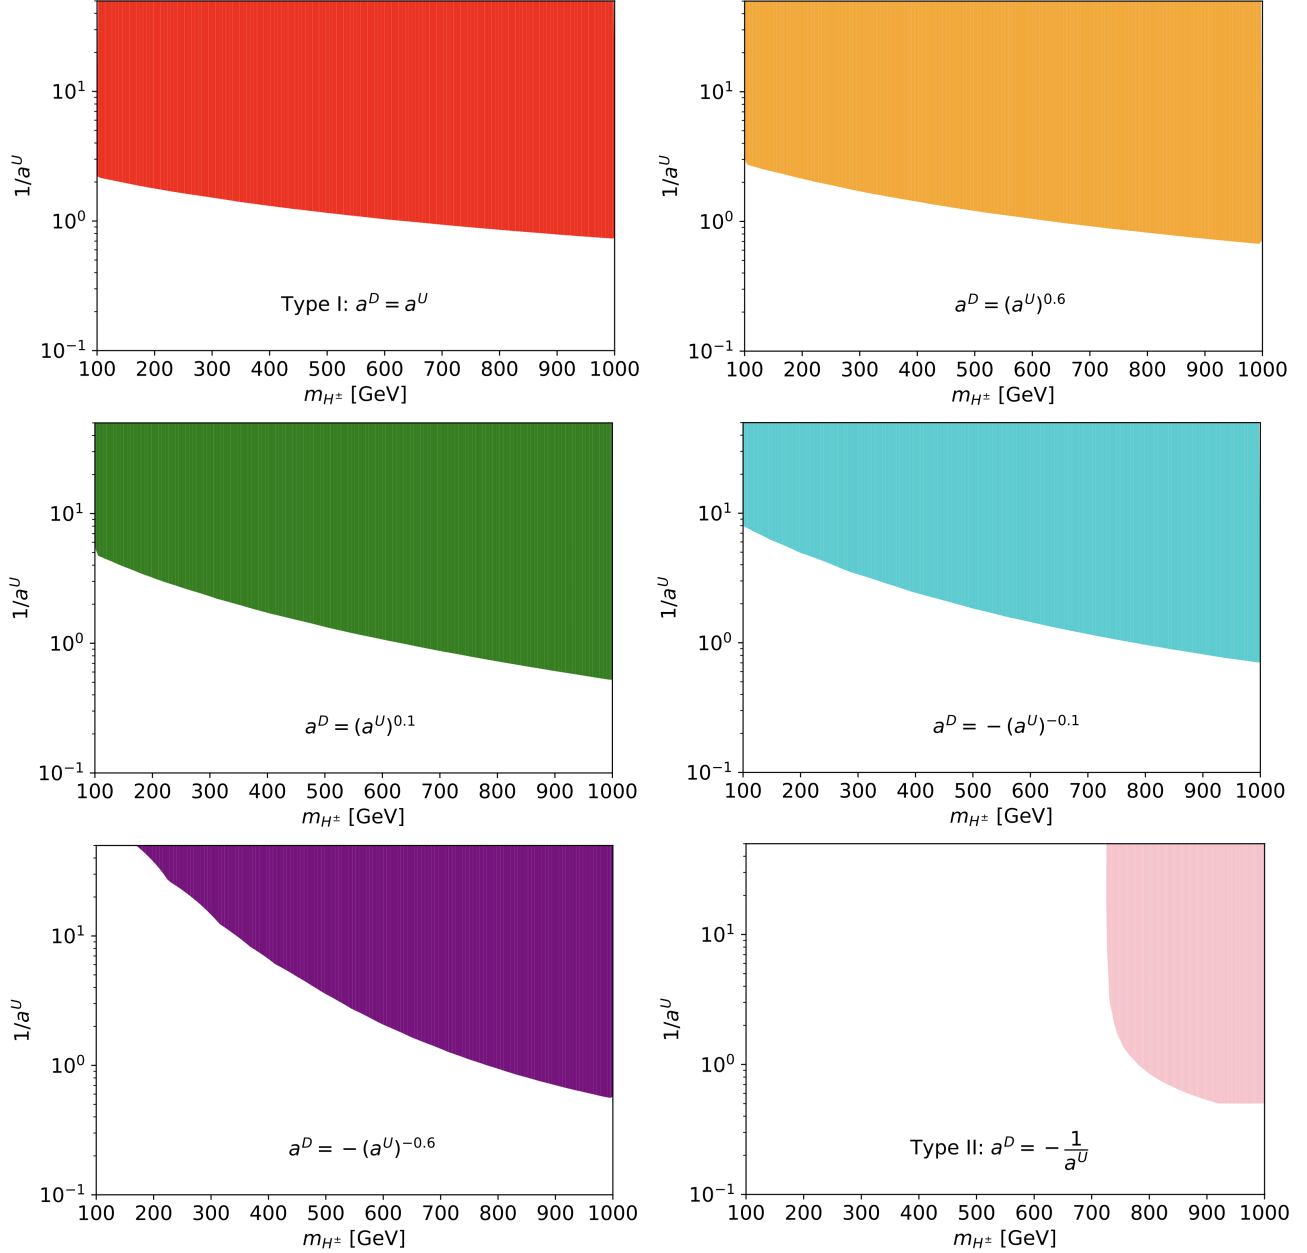 10¹
10⁰
10⁻¹
1/a^U
Type I: a^D = a^U
100 200 300 400 500 600 700 800 900 1000
m_{H^±} [GeV]
10¹
10⁰
10⁻¹
1/a^U
a^D = (a^U)^{0.6}
100 200 300 400 500 600 700 800 900 1000
m_{H^±} [GeV]
10¹
10⁰
10⁻¹
1/a^U
a^D = (a^U)^{0.1}
100 200 300 400 500 600 700 800 900 1000
m_{H^±} [GeV]
10¹
10⁰
10⁻¹
1/a^U
a^D = − (a^U)^{−0.1}
100 200 300 400 500 600 700 800 900 1000
m_{H^±} [GeV]
10¹
10⁰
10⁻¹
1/a^U
a^D = − (a^U)^{−0.6}
100 200 300 400 500 600 700 800 900 1000
m_{H^±} [GeV]
10¹
10⁰
10⁻¹
1/a^U
Type II: a^D = − 1/a^U
100 200 300 400 500 600 700 800 900 1000
m_{H^±} [GeV]